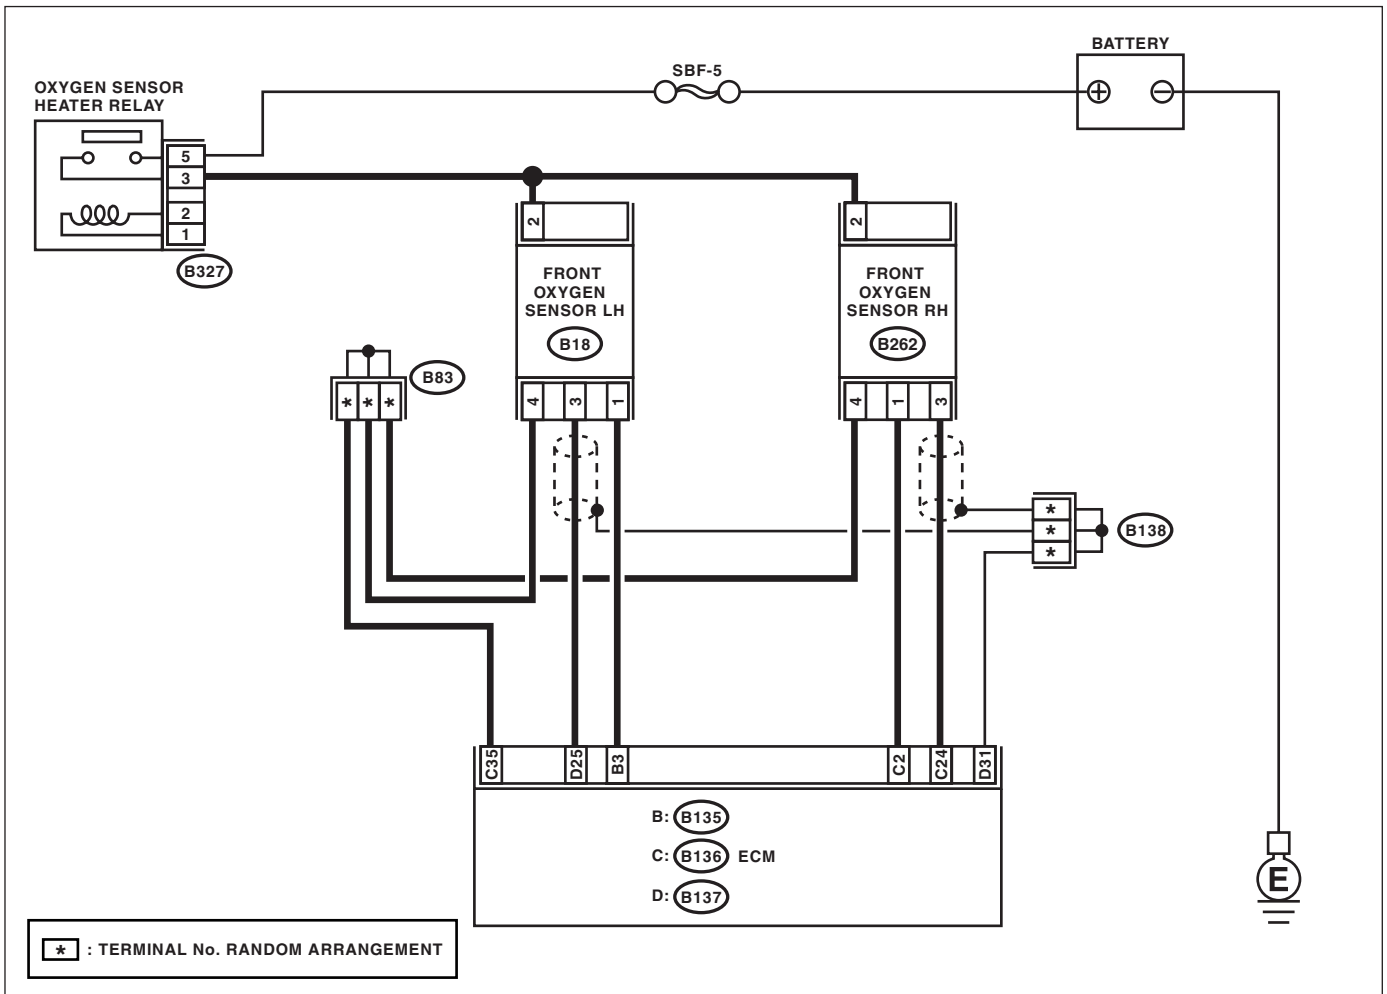 BATTERY
SBF-5
OXYGEN SENSOR
HEATER RELAY
5
3
2
1
B327
2
FRONT
OXYGEN
SENSOR LH
B18
4
3
1
2
FRONT
OXYGEN
SENSOR RH
B262
4
1
3
B83
* * *
*
*
*
B138
C35
D25
B3
C2
C24
D31
B: B135
C: B136 ECM
D: B137
E
* : TERMINAL No. RANDOM ARRANGEMENT